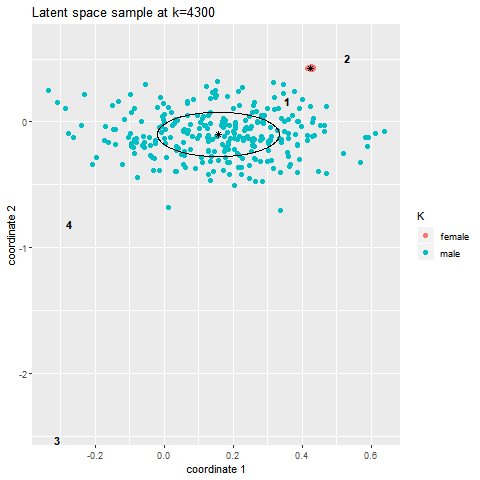 Latent space sample at k=4300
2
1
0
4
-1
-2
3
-0.2 0.0 0.2 0.4 0.6
coordinate 1
coordinate 2
K
female
male